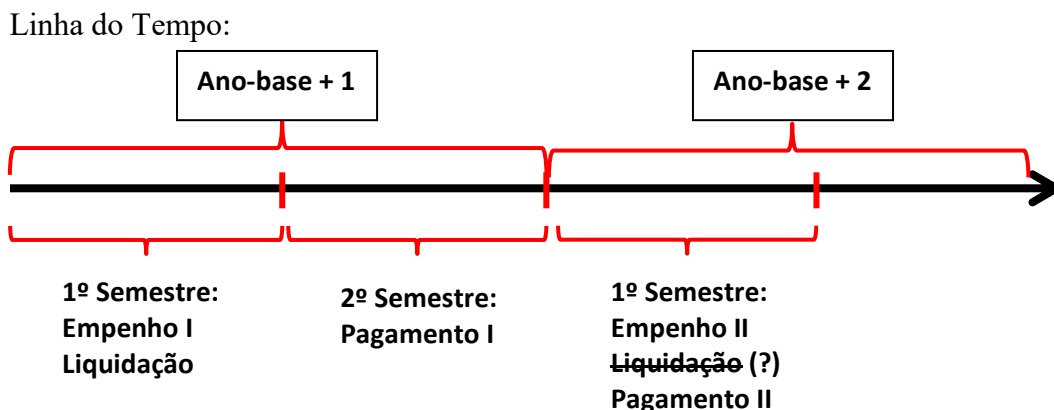 Linha do Tempo:
Ano-base + 1
Ano-base + 2
1º Semestre:
Empenho I
Liquidação
2º Semestre:
Pagamento I
1º Semestre:
Empenho II
Liquidação (?)
Pagamento II